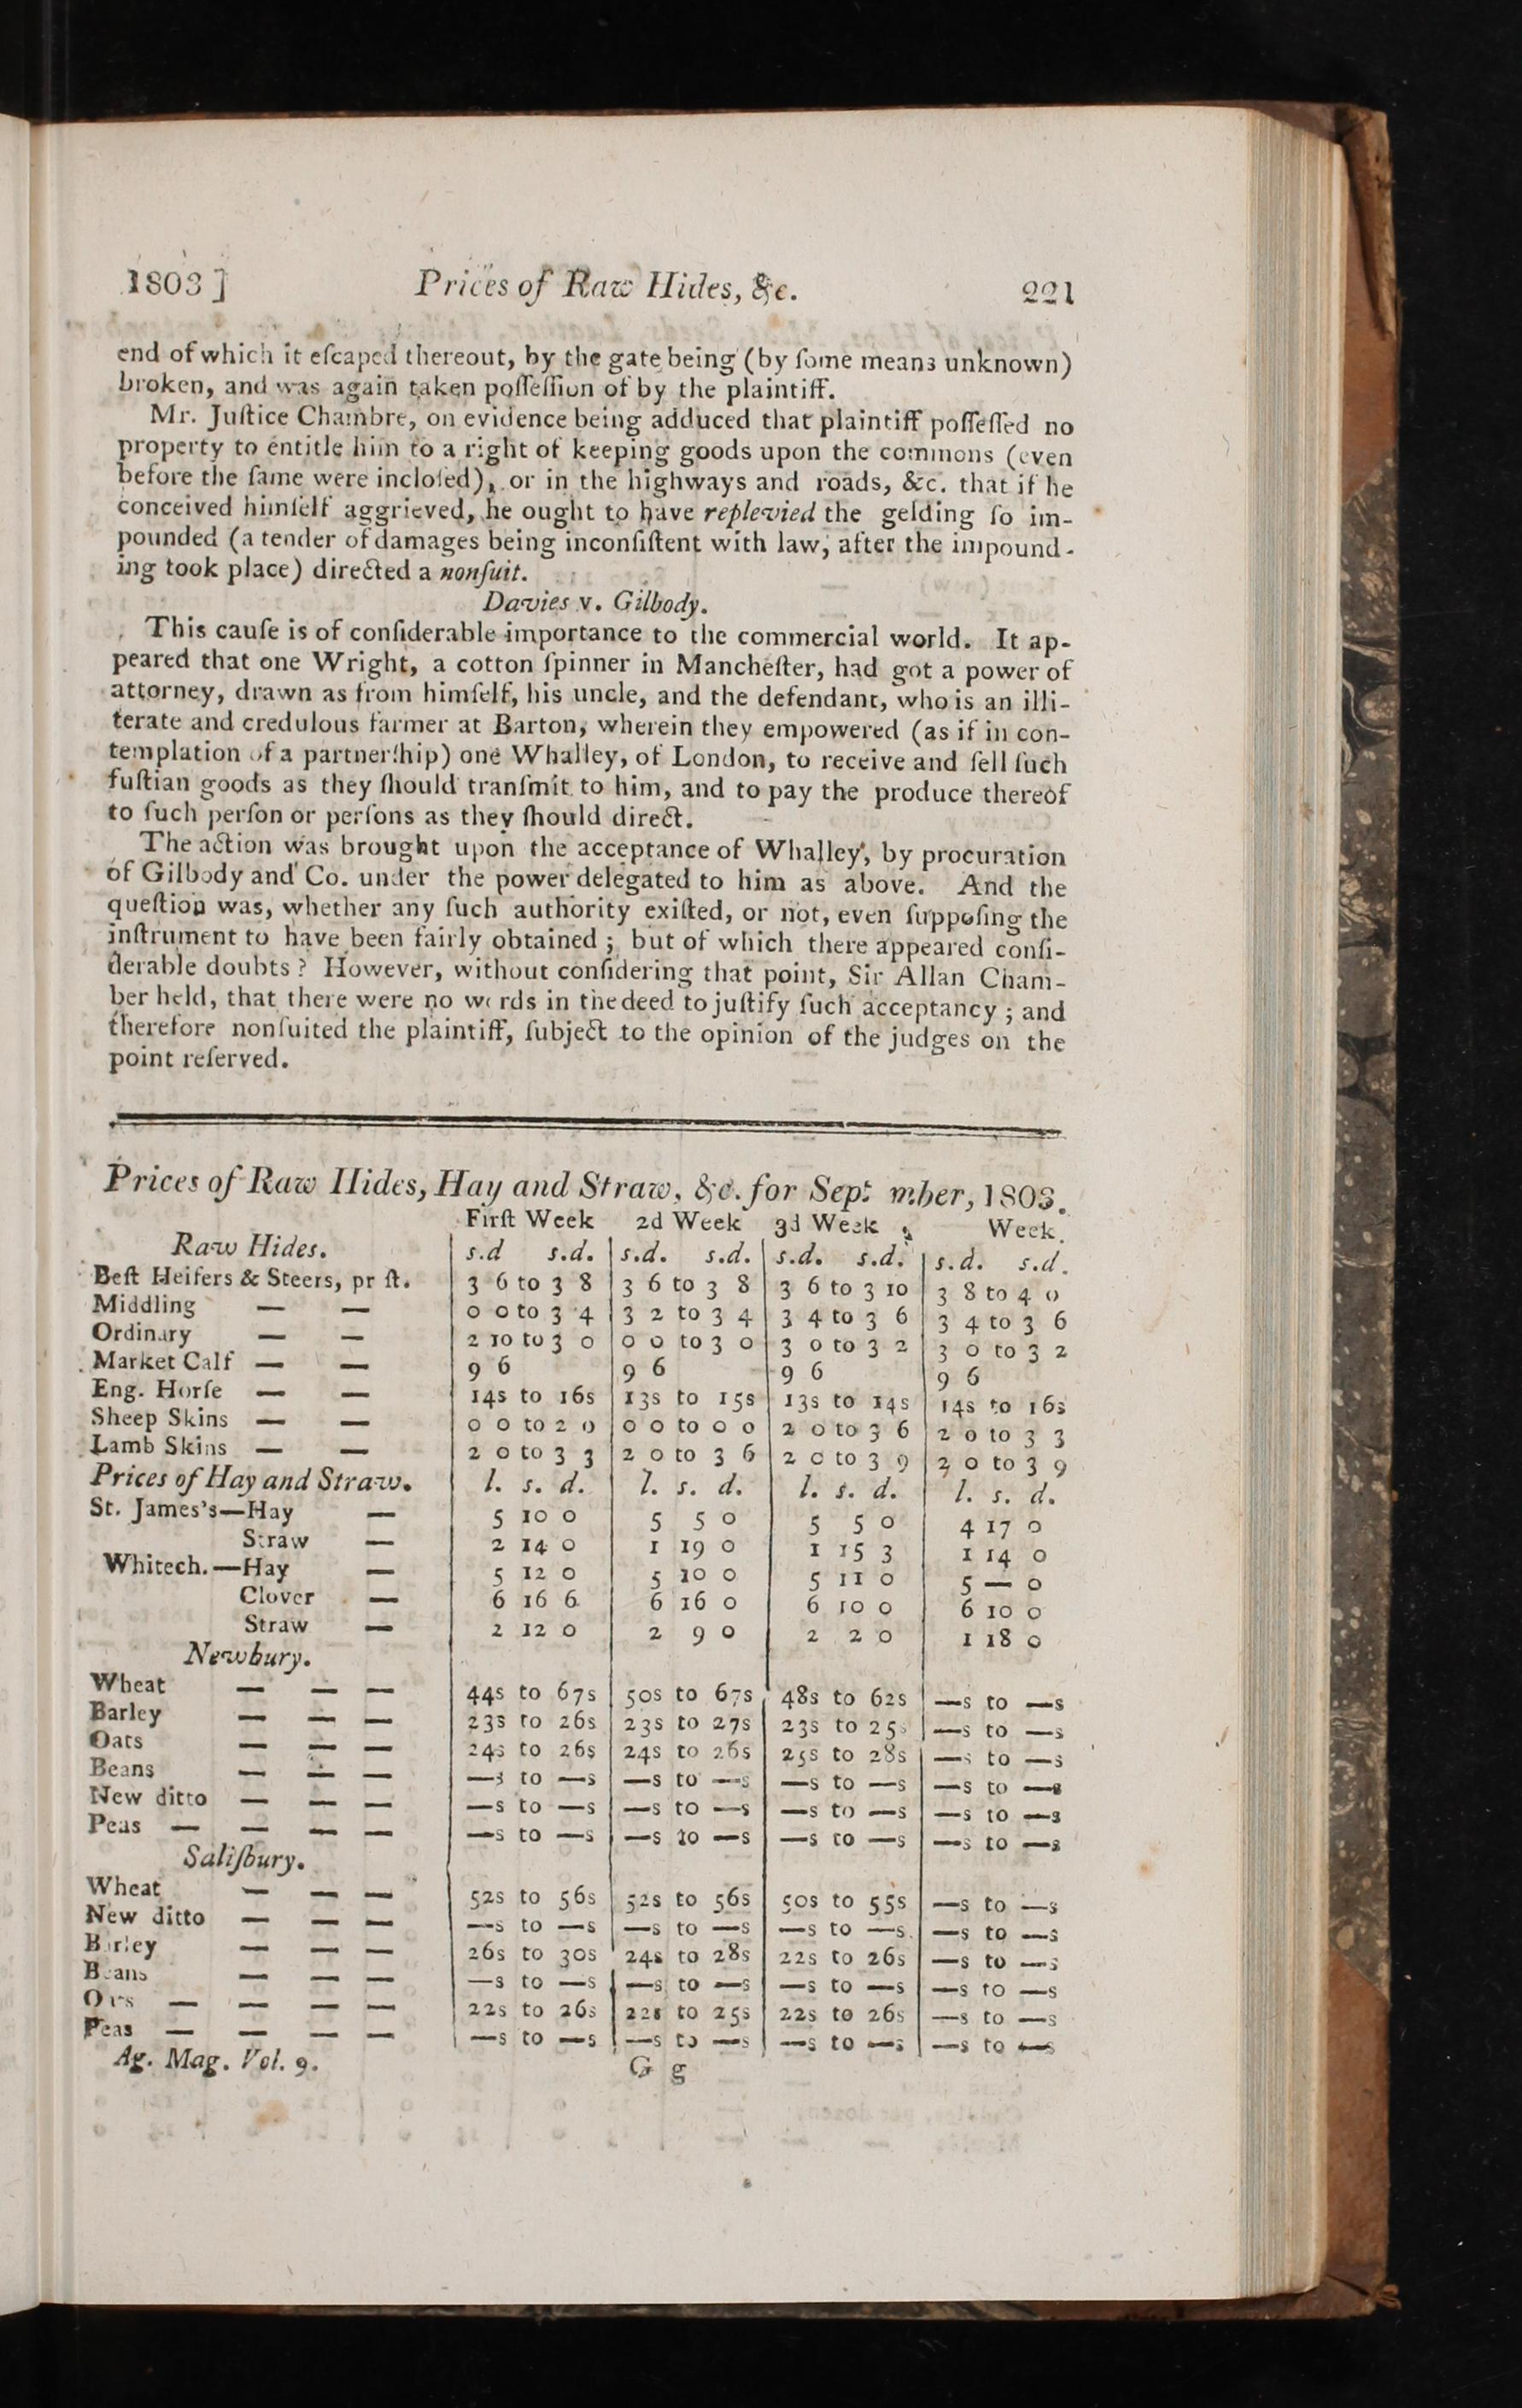 1803 ] Prices of Raw Hides, &c. 221
end of which it eſcaped thereout, by the gate being (by ſome means unknown)
broken, and was again taken poſſeſſion of by the plaintiff.
Mr. Juſtice Chambre, on evidence being adduced that plaintiff poſſeſſed no
property to entitle him to a right of keeping goods upon the commons (even
before the ſame were incloſed), or in the highways and roads, &c. that if he
conceived himſelf aggrieved, he ought to have replevied the gelding ſo im-
pounded (a tender of damages being inconſiſtent with law, after the impound-
ing took place) directed a nonſuit.
Davies v. Gilbody.
This cauſe is of conſiderable importance to the commercial world. It ap-
peared that one Wright, a cotton ſpinner in Mancheſter, had got a power of
attorney, drawn as from himſelf, his uncle, and the defendant, who is an illi-
terate and credulous farmer at Barton, wherein they empowered (as if in con-
templation of a partnerſhip) one Whalley, of London, to receive and ſell ſuch
fuſtian goods as they ſhould tranſmit to him, and to pay the produce thereof
to ſuch perſon or perſons as they ſhould direct.
The action was brought upon the acceptance of Whalley, by procuration
of Gilbody and Co. under the power delegated to him as above. And the
queſtion was, whether any ſuch authority exiſted, or not, even ſuppoſing the
inſtrument to have been fairly obtained ; but of which there appeared conſi-
derable doubts ? However, without conſidering that point, Sir Allan Cham-
ber held, that there were no words in the deed to juſtify ſuch acceptancy ; and
therefore nonſuited the plaintiff, ſubject to the opinion of the judges on the
point reſerved.
Prices of Raw Hides, Hay and Straw, &c. for Sept mber, 1803.
Firſt Week 2d Week 3d Week Week.
Raw Hides. s.d s.d. s.d. s.d. s.d. s.d. s.d. s.d.
Beſt Heifers & Steers, pr ſt. 3 6 to 3 8 3 6 to 3 8 3 6 to 3 10 3 8 to 4 0
Middling — — 0 0 to 3 4 3 2 to 3 4 3 4 to 3 6 3 4 to 3 6
Ordinary — — 2 10 to 3 0 0 0 to 3 0 3 0 to 3 2 3 0 to 3 2
Market Calf — — 9 6 9 6 9 6 9 6
Eng. Horſe — — 14s to 16s 13s to 15s 13s to 14s 14s to 16s
Sheep Skins — — 0 0 to 2 0 0 0 to 0 0 2 0 to 3 6 2 0 to 3 3
Lamb Skins — — 2 0 to 3 3 2 0 to 3 6 2 0 to 3 9 2 0 to 3 9
Prices of Hay and Straw. l. s. d. l. s. d. l. s. d. l. s. d.
St. James's—Hay — 5 10 0 5 5 0 5 5 0 4 17 0
Straw — 2 14 0 1 19 0 1 15 3 1 14 0
Whitech.—Hay — 5 12 0 5 10 0 5 11 0 5 — 0
Clover — 6 16 6 6 16 0 6 10 0 6 10 0
Straw — 2 12 0 2 9 0 2 2 0 1 18 0
Newbury.
Wheat — — — 44s to 67s 50s to 67s 48s to 62s —s to —s
Barley — — — 23s to 26s 23s to 27s 23s to 25s —s to —s
Oats — — — 24s to 26s 24s to 26s 25s to 28s —s to —s
Beans — — — —s to —s —s to —s —s to —s —s to —s
New ditto — — — —s to —s —s to —s —s to —s —s to —s
Peas — — — — —s to —s —s to —s —s to —s —s to —s
Saliſbury.
Wheat — — — 52s to 56s 52s to 56s 50s to 55s —s to —s
New ditto — — — —s to —s —s to —s —s to —s —s to —s
Barley — — — 26s to 30s 24s to 28s 22s to 26s —s to —s
Beans — — — —s to —s —s to —s —s to —s —s to —s
Oats — — — — 22s to 26s 22s to 25s 22s to 26s —s to —s
Peas — — — — —s to —s —s to —s —s to —s —s to —s
Ag. Mag. Vol. 9. G g